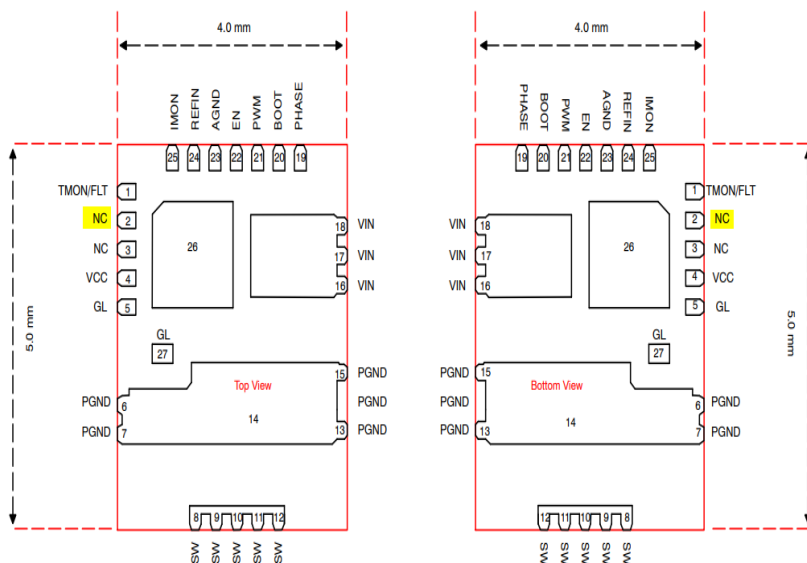 4.0 mm
4.0 mm
IMON REFIN AGND EN PWM BOOT PHASE
PHASE BOOT PWM EN AGND REFIN IMON
25 24 23 22 21 20 19
19 20 21 22 23 24 25
TMON/FLT 1
1 TMON/FLT
NC 2
18 VIN
18 VIN
2 NC
26
26
NC 3
17 VIN
17 VIN
3 NC
VCC 4
16 VIN
16 VIN
4 VCC
GL 5
5 GL
5.0 mm
5.0 mm
GL
27
GL
27
15 PGND
15 PGND
Top View
Bottom View
PGND 6
PGND
PGND
6 PGND
14
14
PGND 7
13 PGND
13 PGND
7 PGND
8 9 10 11 12
12 11 10 9 8
SW SW SW SW SW
SW SW SW SW SW